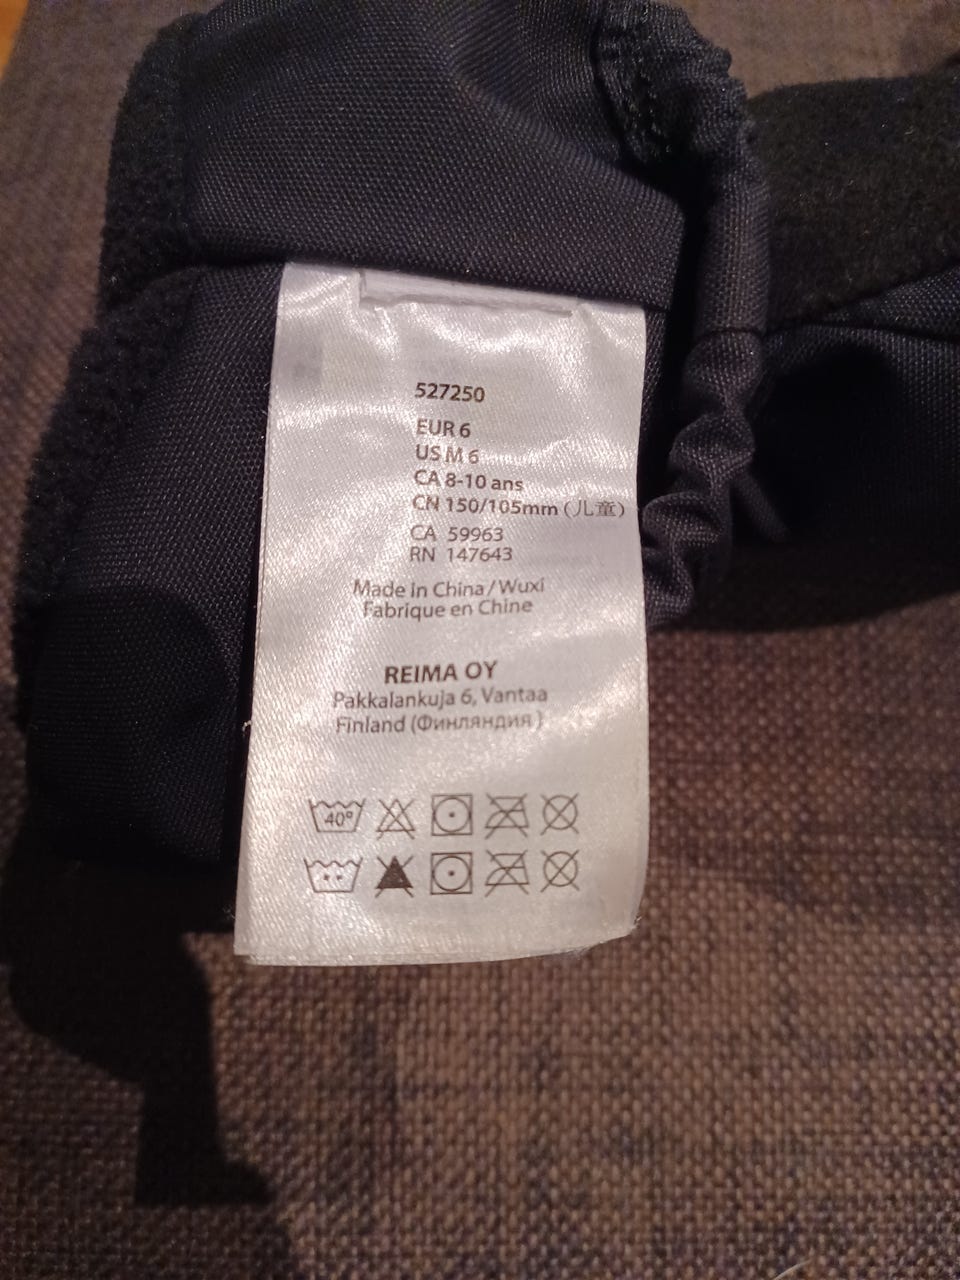 527250
EUR 6
US M 6
CA 8-10 ans
CN 150/105mm (儿童)
CA 59963
RN 147643
Made in China / Wuxi
Fabrique en Chine
REIMA OY
Pakkalankuja 6, Vantaa
Finland (Финляндия)
40°